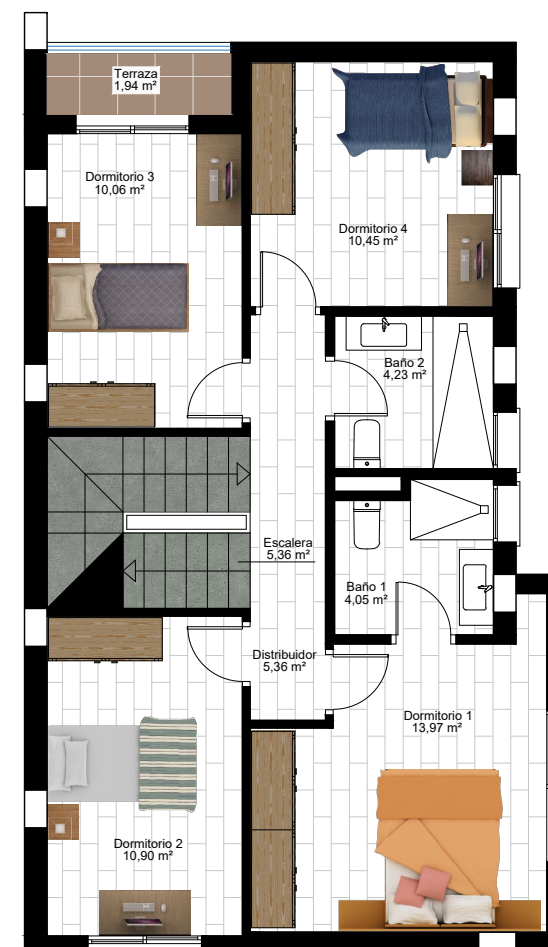 Terraza
1,94 m²
Dormitorio 3
10,06 m²
Dormitorio 4
10,45 m²
Baño 2
4,23 m²
Escalera
5,36 m²
Baño 1
4,05 m²
Distribuidor
5,36 m²
Dormitorio 1
13,97 m²
Dormitorio 2
10,90 m²